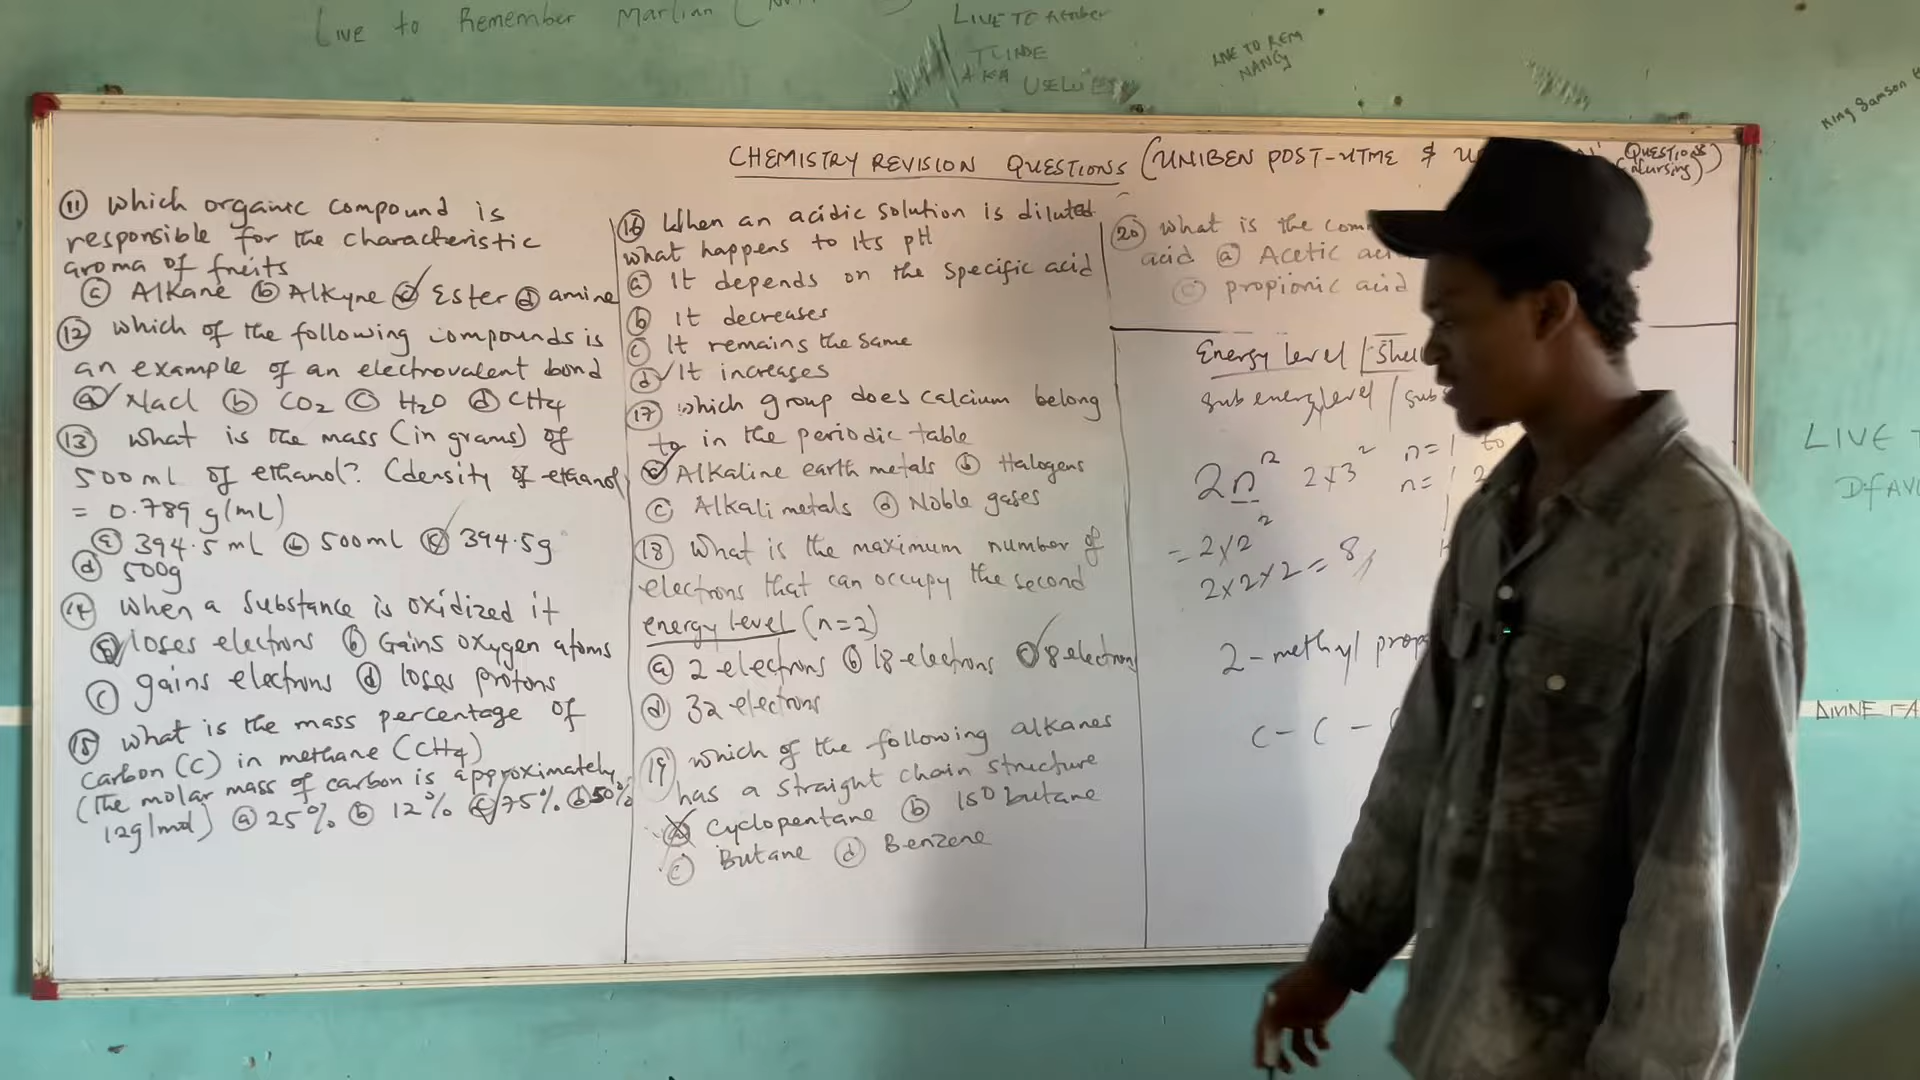 Live to Remember Marlian
LIVE TO
TUNDE
AKA
LIVE TO REM
NANCY
King Samson
CHEMISTRY REVISION QUESTIONS (UNIBEN POST-UTME &
QUESTIONS
Nursing)
(11) Which organic compound is
responsible for the characteristic
aroma of fruits
(a) Alkane (b) Alkyne (c) Ester (d) amine
(12) which of the following compounds is
an example of an electrovalent bond
(a) Nacl (b) CO2 (c) H2O (d) CH4
(13) what is the mass (in grams) of
500mL of ethanol? (density of ethanol
= 0.789 g/mL)
(a) 394.5 mL (b) 500mL (c) 394.5g
(d) 500g
(14) when a substance is oxidized it
(a) loses electrons (b) Gains oxygen atoms
(c) gains electrons (d) loses protons
(15) what is the mass percentage of
carbon (C) in methane (CH4)
(The molar mass of carbon is approximately
12g/mol) (a) 25% (b) 12% (c) 75% (d) 50%
(16) When an acidic solution is diluted
what happens to its pH
(a) It depends on the specific acid
(b) It decreases
(c) It remains the same
(d) It increases
(17) which group does calcium belong
to in the periodic table
(a) Alkaline earth metals (b) Halogens
(c) Alkali metals (d) Noble gases
(18) What is the maximum number of
electrons that can occupy the second
energy level (n=2)
(a) 2 electrons (b) 18 electrons (c) 8 electrons
(d) 32 electrons
(19) which of the following alkanes
has a straight chain structure
(a) Cyclopentane (b) ISO butane
(c) Butane (d) Benzene
(20) what is the
acid (a) Acetic
(c) propionic acid
Energy level /
sub energy level /
2n² 2×3² n=1 to
n= 1 2
= 2×2²
2×2×2 = 8
2-methyl
C - C -
LIVE
DIVINE